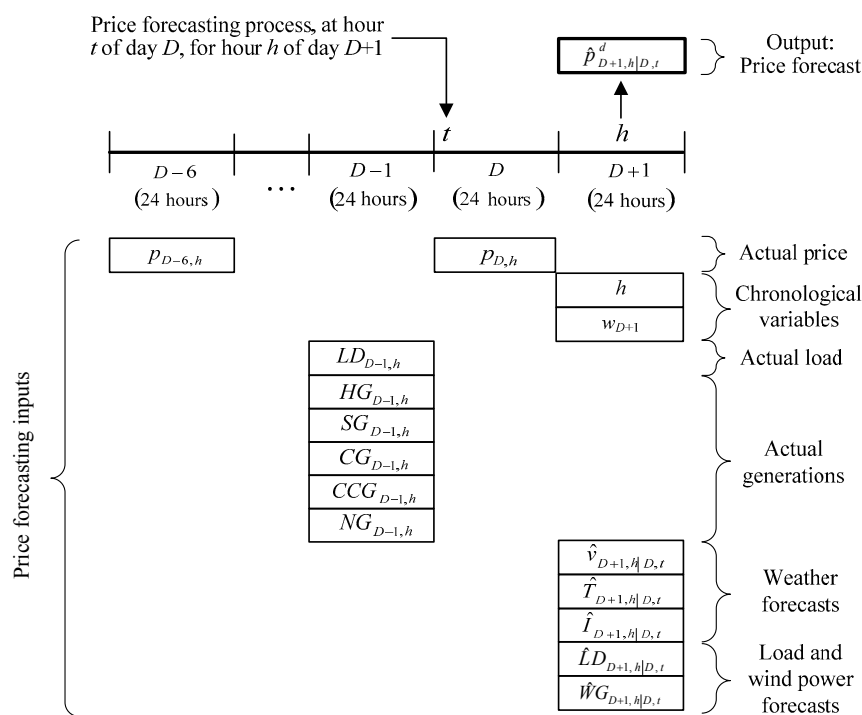 Price forecasting process, at hour
t of day D, for hour h of day D+1
p̂ᵈ_{D+1,h|D,t}
Output:
Price forecast
t
h
D−6
(24 hours)
...
D−1
(24 hours)
D
(24 hours)
D+1
(24 hours)
Price forecasting inputs
p_{D−6,h}
p_{D,h}
Actual price
h
w_{D+1}
Chronological
variables
LD_{D−1,h}
Actual load
HG_{D−1,h}
SG_{D−1,h}
CG_{D−1,h}
CCG_{D−1,h}
NG_{D−1,h}
Actual
generations
v̂_{D+1,h|D,t}
T̂_{D+1,h|D,t}
Î_{D+1,h|D,t}
Weather
forecasts
L̂D_{D+1,h|D,t}
ŴG_{D+1,h|D,t}
Load and
wind power
forecasts